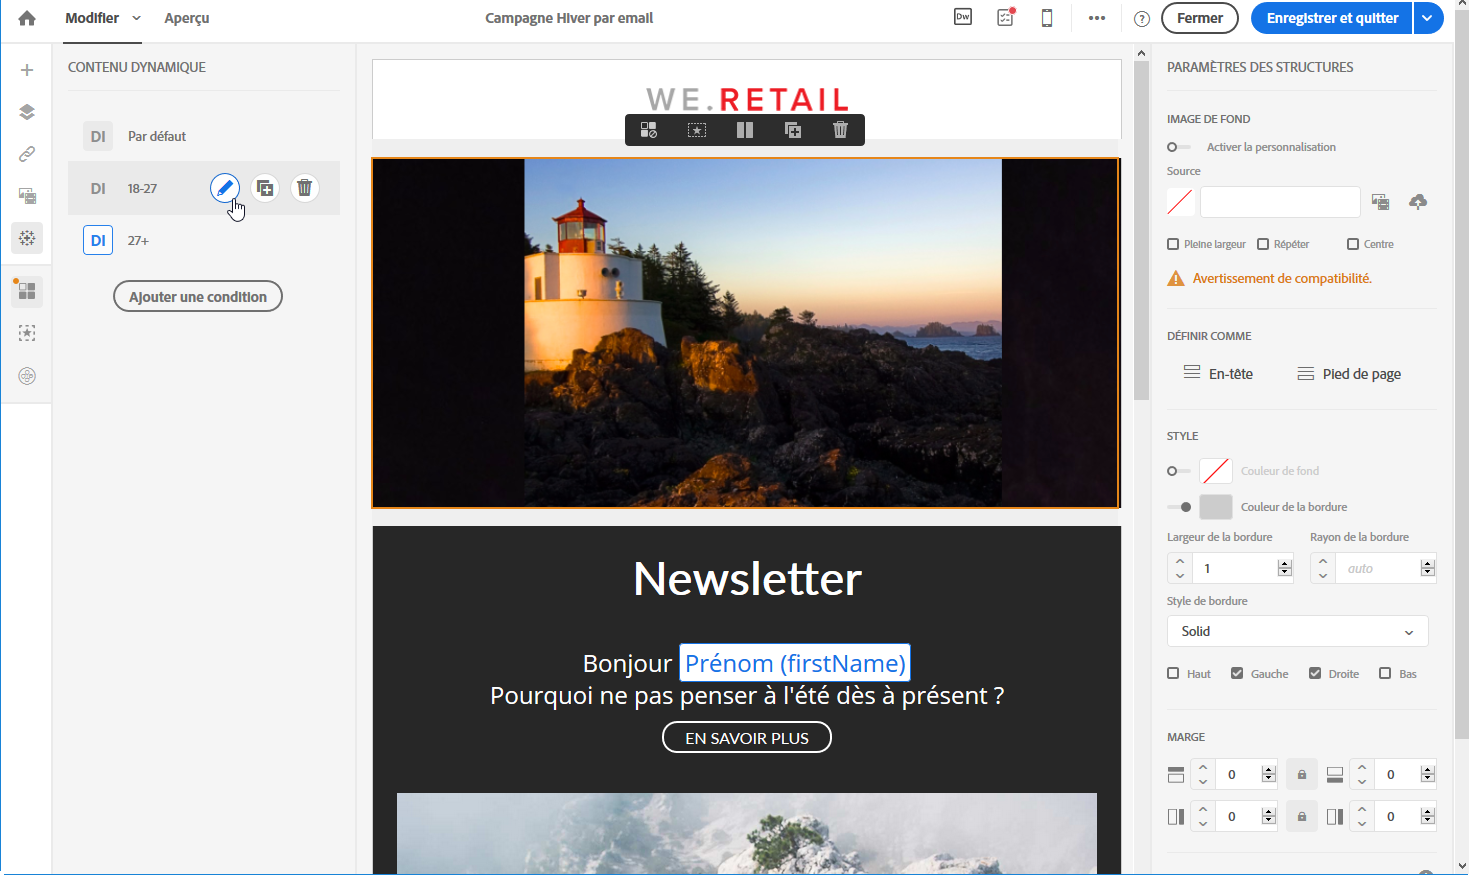 Modifier
Aperçu
Campagne Hiver par email
Dw
?
Fermer
Enregistrer et quitter
CONTENU DYNAMIQUE
DI Par défaut
DI 18-27
DI 27+
Ajouter une condition
WE.RETAIL
Newsletter
Bonjour Prénom (firstName)
Pourquoi ne pas penser à l'été dès à présent ?
EN SAVOIR PLUS
PARAMÈTRES DES STRUCTURES
IMAGE DE FOND
Activer la personnalisation
Source
Pleine largeur Répéter Centre
Avertissement de compatibilité.
DÉFINIR COMME
En-tête Pied de page
STYLE
Couleur de fond
Couleur de la bordure
Largeur de la bordure Rayon de la bordure
1 auto
Style de bordure
Solid
Haut Gauche Droite Bas
MARGE
0 0
0 0